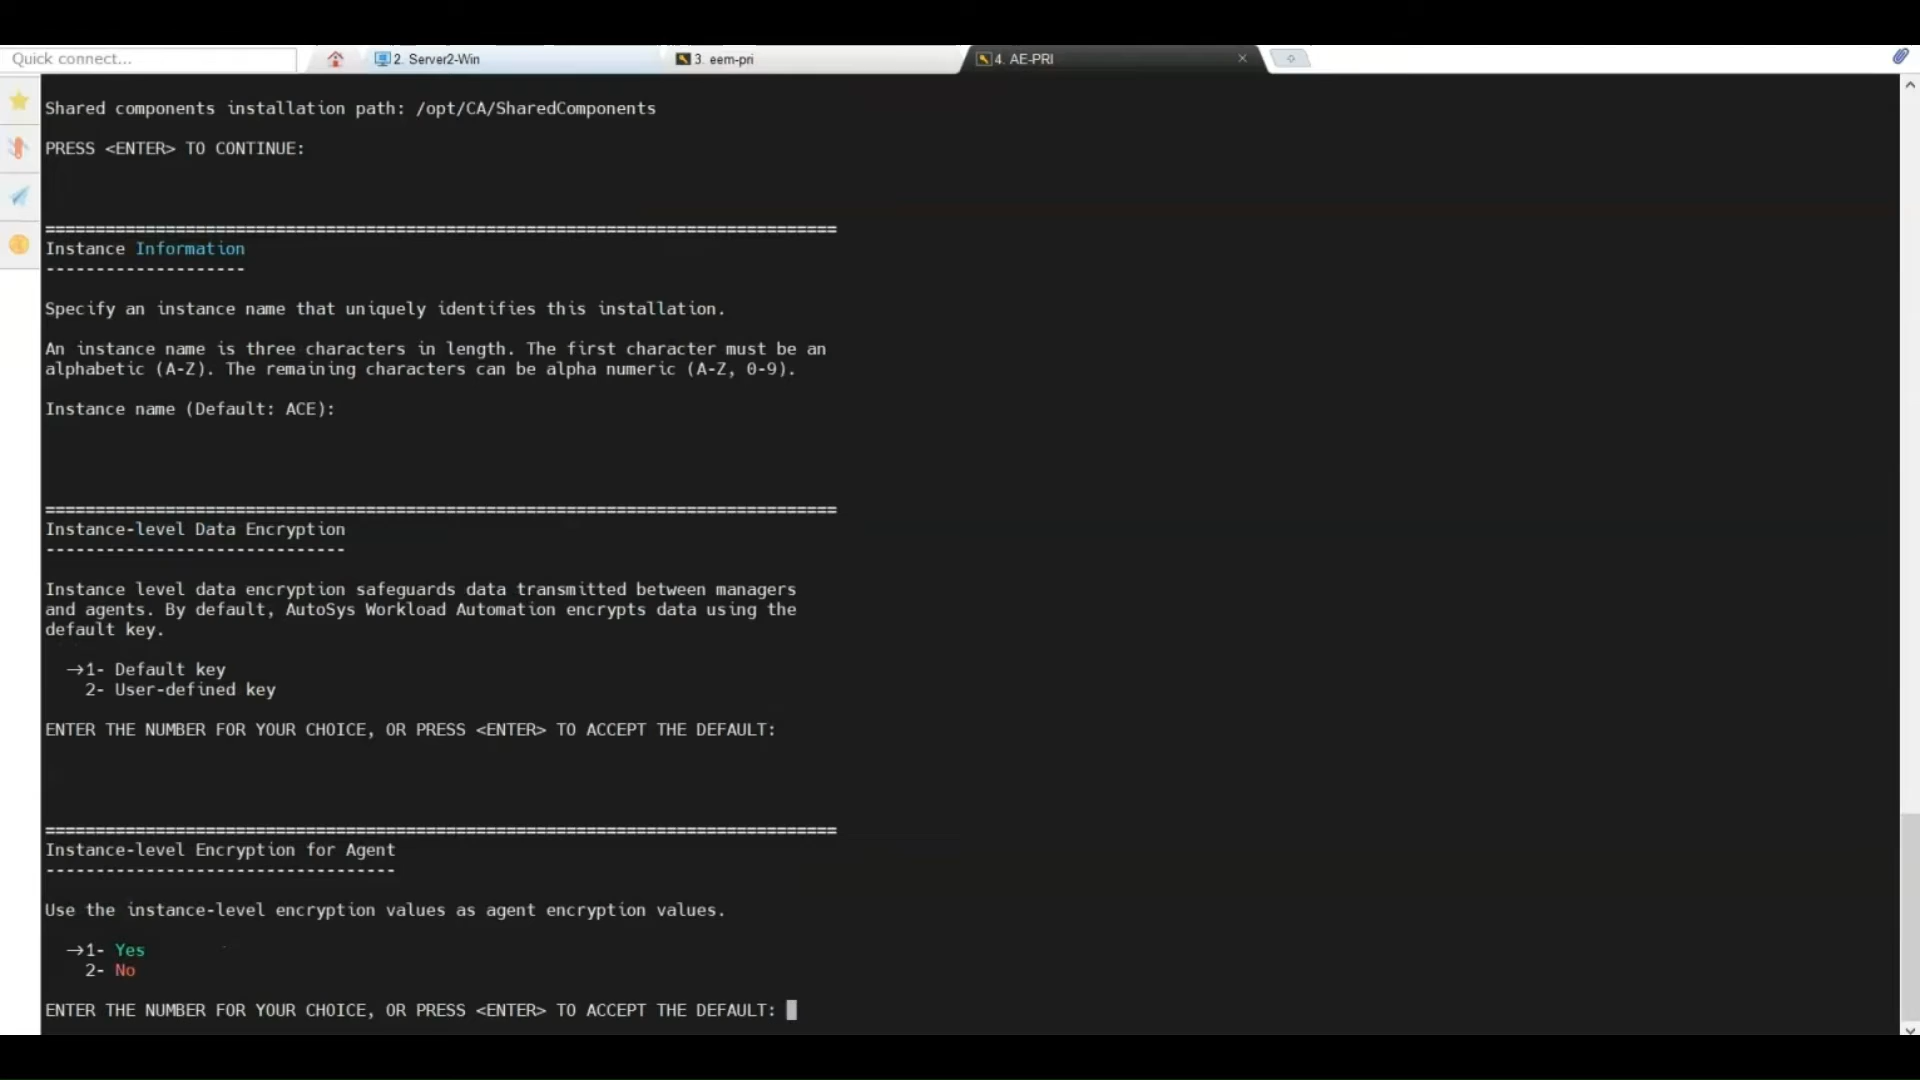 Quick connect...
2. Server2-Win
3. eem-pri
4. AE-PRI
Shared components installation path: /opt/CA/SharedComponents
PRESS <ENTER> TO CONTINUE:
===============================================================================
Instance Information
--------------------
Specify an instance name that uniquely identifies this installation.
An instance name is three characters in length. The first character must be an
alphabetic (A-Z). The remaining characters can be alpha numeric (A-Z, 0-9).
Instance name (Default: ACE):
===============================================================================
Instance-level Data Encryption
------------------------------
Instance level data encryption safeguards data transmitted between managers
and agents. By default, AutoSys Workload Automation encrypts data using the
default key.
→1- Default key
2- User-defined key
ENTER THE NUMBER FOR YOUR CHOICE, OR PRESS <ENTER> TO ACCEPT THE DEFAULT:
===============================================================================
Instance-level Encryption for Agent
-----------------------------------
Use the instance-level encryption values as agent encryption values.
→1- Yes
2- No
ENTER THE NUMBER FOR YOUR CHOICE, OR PRESS <ENTER> TO ACCEPT THE DEFAULT: